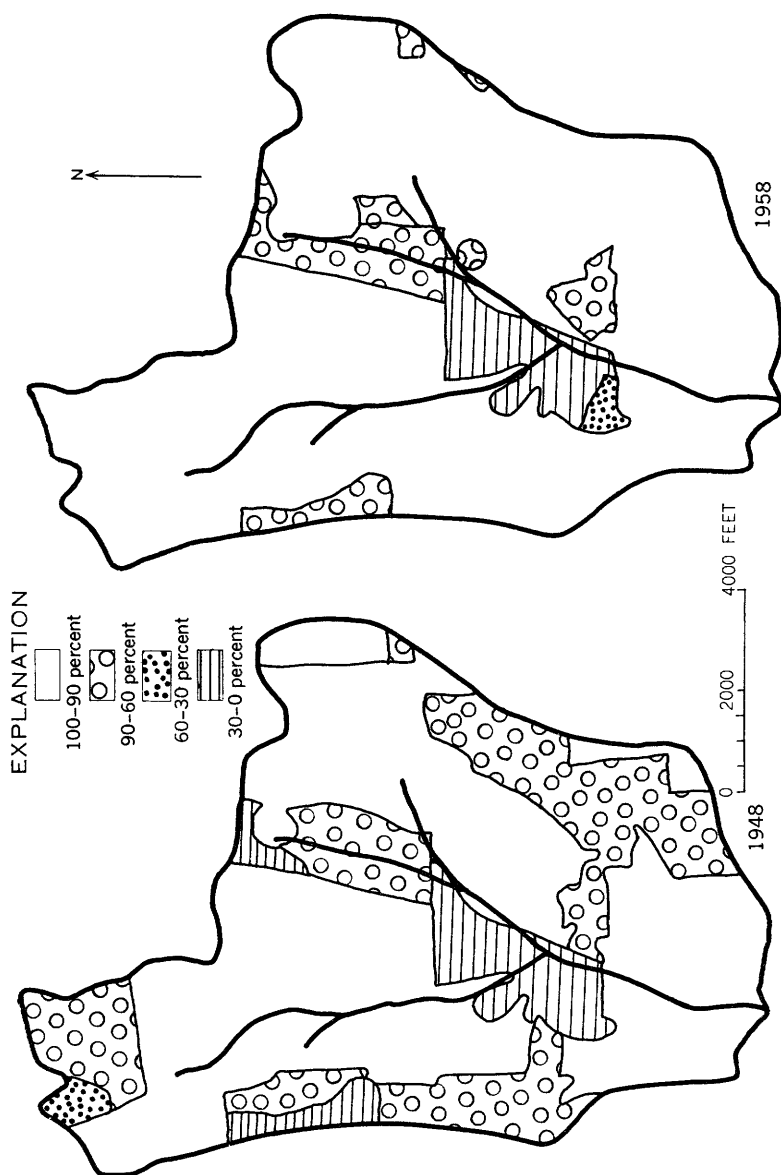 N
1958
EXPLANATION
100–90 percent
90–60 percent
60–30 percent
30–0 percent
0 2000 4000 FEET
1948